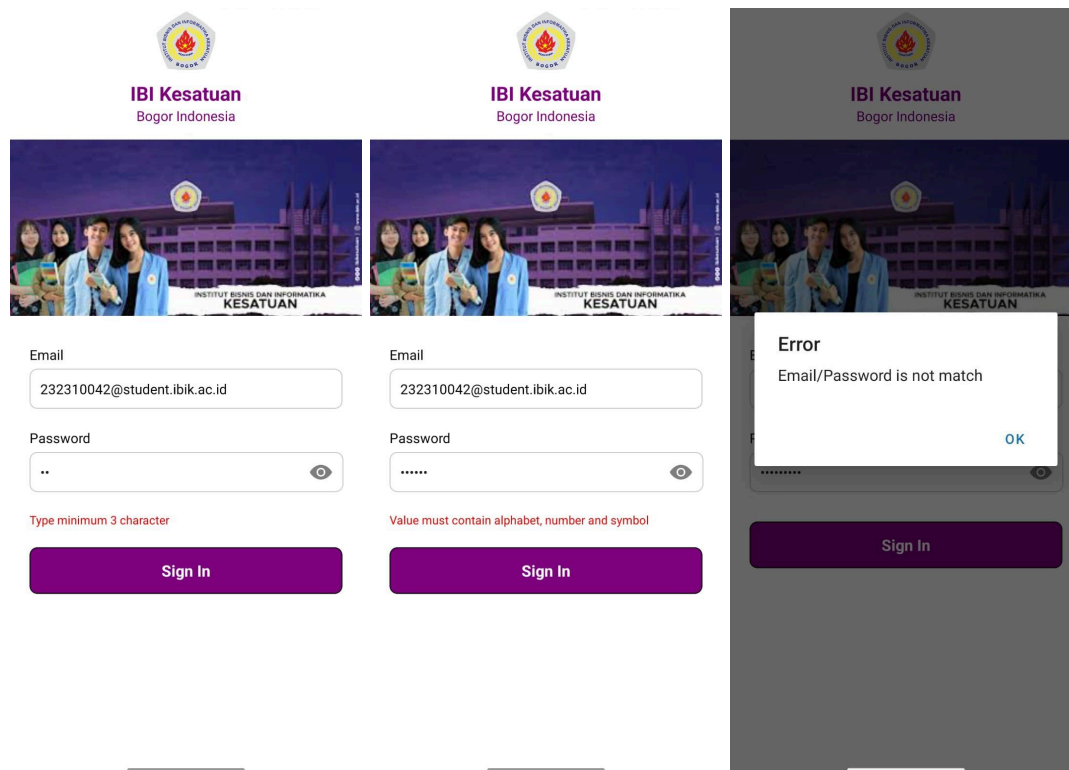 IBI Kesatuan
Bogor Indonesia
INSTITUT BISNIS DAN INFORMATIKA
KESATUAN
Email
232310042@student.ibik.ac.id
Password
••
Type minimum 3 character
Sign In
IBI Kesatuan
Bogor Indonesia
INSTITUT BISNIS DAN INFORMATIKA
KESATUAN
Email
232310042@student.ibik.ac.id
Password
••••••
Value must contain alphabet, number and symbol
Sign In
IBI Kesatuan
Bogor Indonesia
INSTITUT BISNIS DAN INFORMATIKA
KESATUAN
Error
Email/Password is not match
OK
•••••••••
Sign In